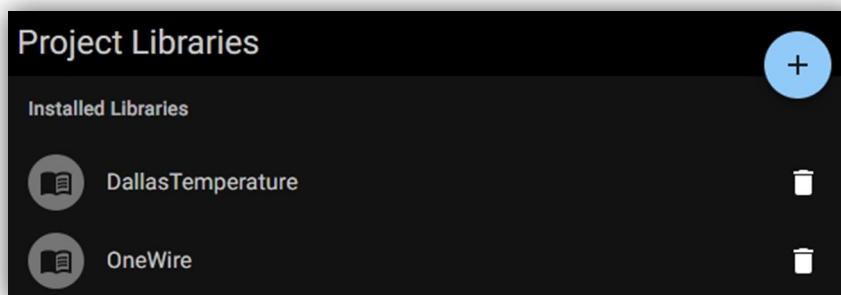 Project Libraries
Installed Libraries
DallasTemperature
OneWire